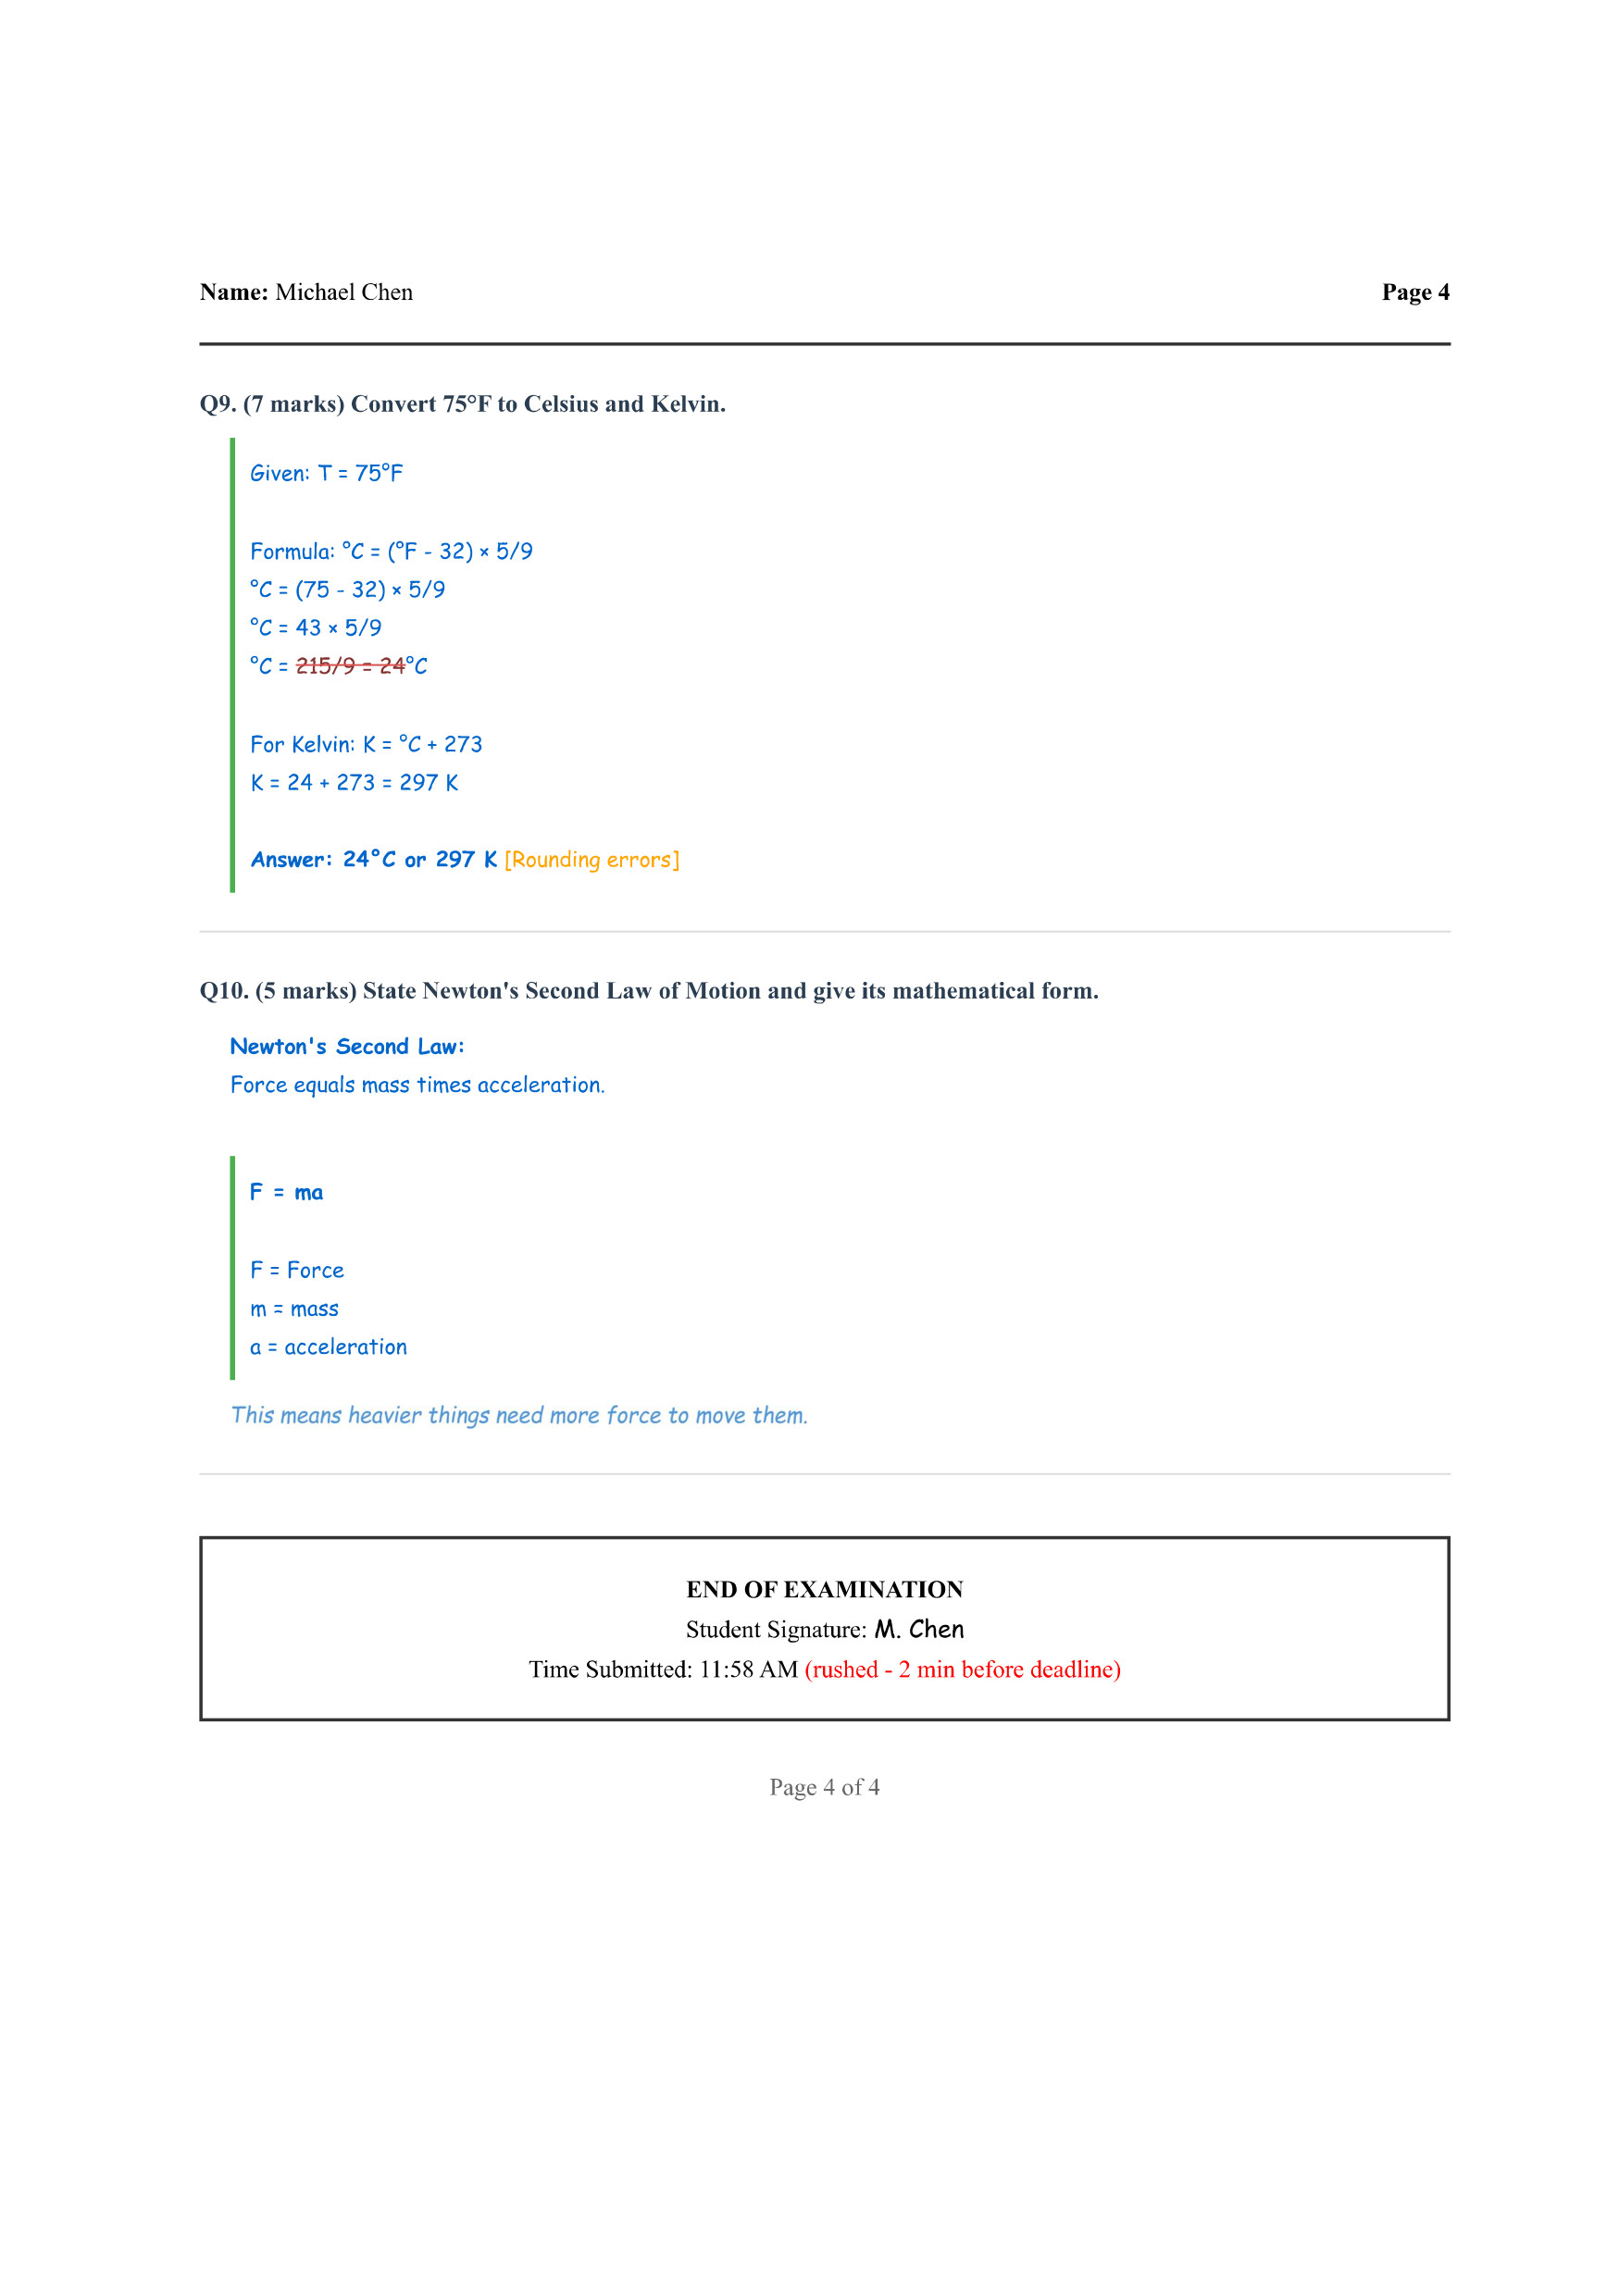 Name: Michael Chen Page 4
Q9. (7 marks) Convert 75°F to Celsius and Kelvin.
Given: T = 75°F
Formula: °C = (°F - 32) × 5/9
°C = (75 - 32) × 5/9
°C = 43 × 5/9
°C = 215/9 = 24°C
For Kelvin: K = °C + 273
K = 24 + 273 = 297 K
Answer: 24°C or 297 K [Rounding errors]
Q10. (5 marks) State Newton's Second Law of Motion and give its mathematical form.
Newton's Second Law:
Force equals mass times acceleration.
F = ma
F = Force
m = mass
a = acceleration
This means heavier things need more force to move them.
END OF EXAMINATION
Student Signature: M. Chen
Time Submitted: 11:58 AM (rushed - 2 min before deadline)
Page 4 of 4